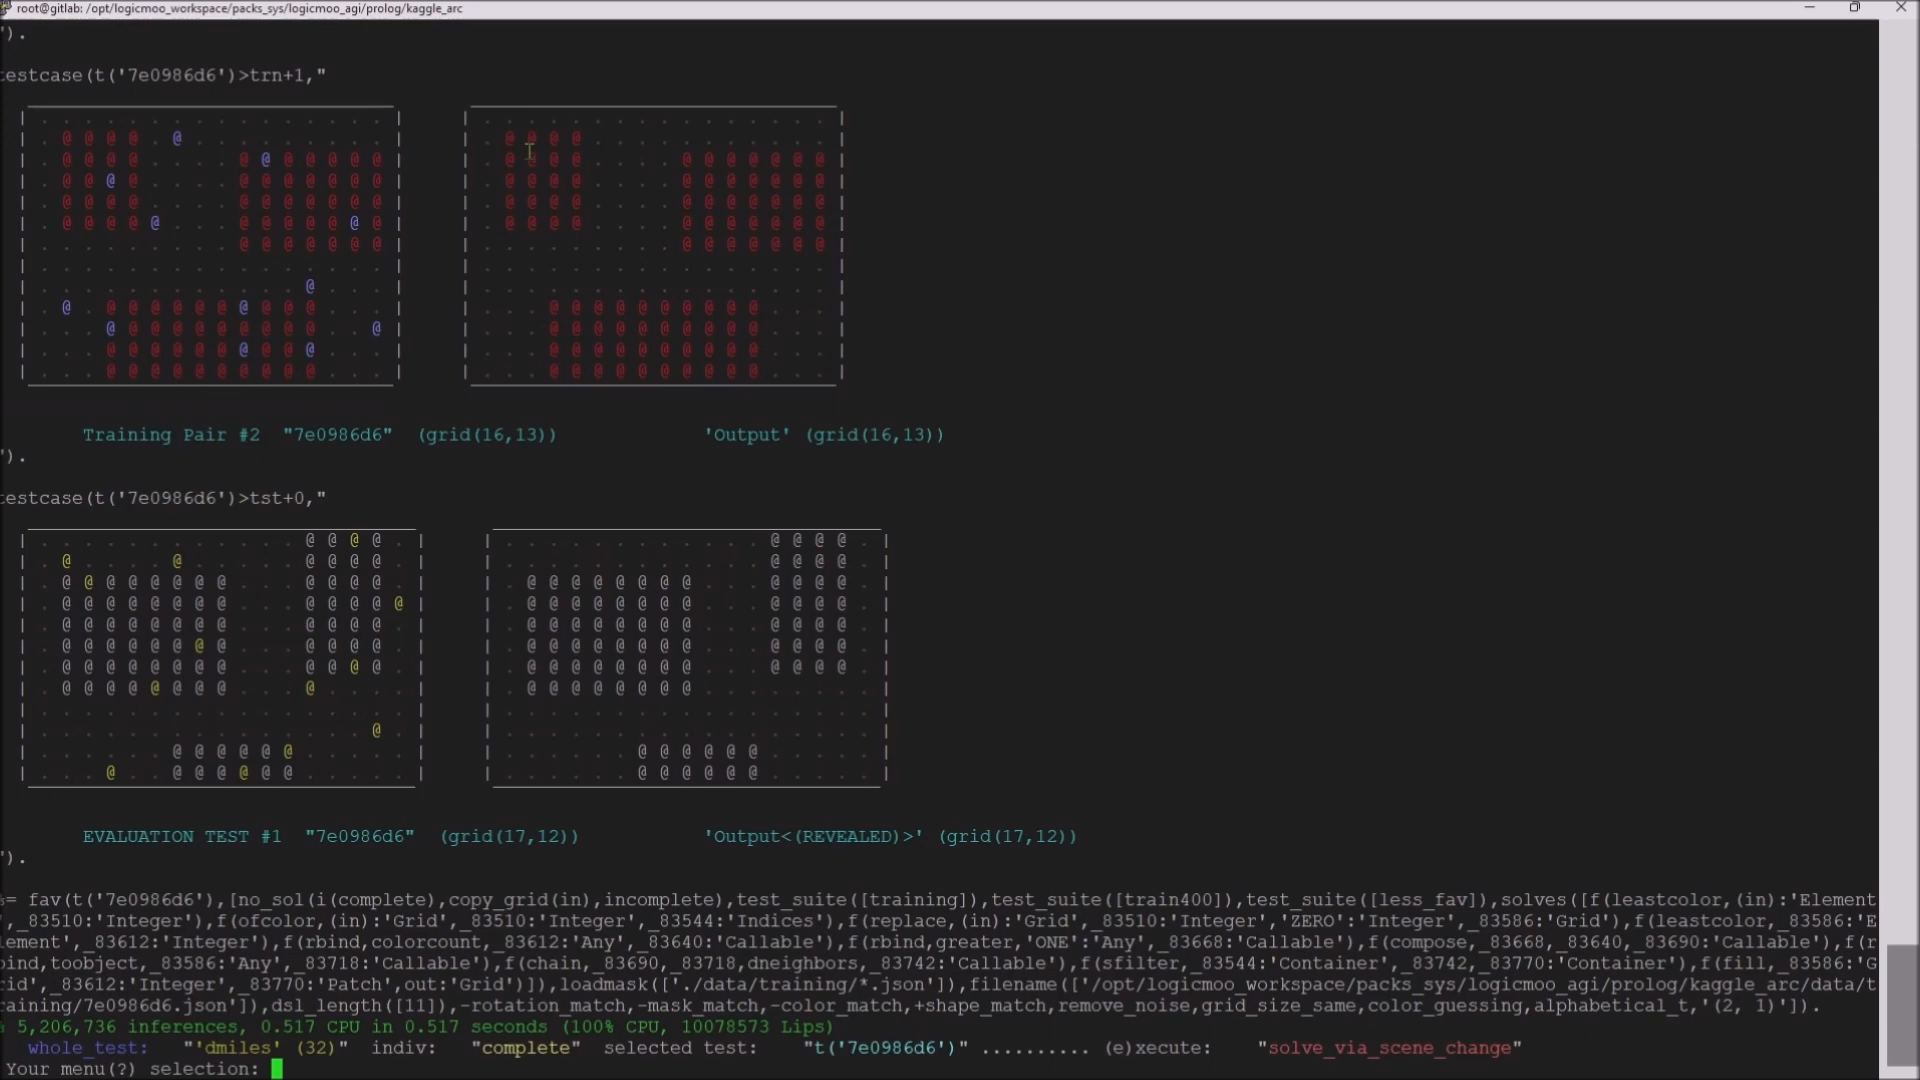 root@gitlab: /opt/logicmoo_workspace/packs_sys/logicmoo_agi/prolog/kaggle_arc
').
testcase(t('7e0986d6')>trn+1,"
Training Pair #2 "7e0986d6" (grid(16,13)) 'Output' (grid(16,13))
').
testcase(t('7e0986d6')>tst+0,"
EVALUATION TEST #1 "7e0986d6" (grid(17,12)) 'Output<(REVEALED)>' (grid(17,12))
').
%= fav(t('7e0986d6'),[no_sol(i(complete),copy_grid(in),incomplete),test_suite([training]),test_suite([train400]),test_suite([less_fav]),solves([f(leastcolor,(in):'Element
',_83510:'Integer'),f(ofcolor,(in):'Grid',_83510:'Integer',_83544:'Indices'),f(replace,(in):'Grid',_83510:'Integer','ZERO':'Integer',_83586:'Grid'),f(leastcolor,_83586:'E
lement',_83612:'Integer'),f(rbind,colorcount,_83612:'Any',_83640:'Callable'),f(rbind,greater,'ONE':'Any',_83668:'Callable'),f(compose,_83668,_83640,_83690:'Callable'),f(r
bind,toobject,_83586:'Any',_83718:'Callable'),f(chain,_83690,_83718,dneighbors,_83742:'Callable'),f(sfilter,_83544:'Container',_83742,_83770:'Container'),f(fill,_83586:'G
rid',_83612:'Integer',_83770:'Patch',out:'Grid')]),loadmask(['./data/training/*.json']),filename(['/opt/logicmoo_workspace/packs_sys/logicmoo_agi/prolog/kaggle_arc/data/t
raining/7e0986d6.json']),dsl_length([11]),-rotation_match,-mask_match,-color_match,+shape_match,remove_noise,grid_size_same,color_guessing,alphabetical_t,'(2, 1)']).
% 5,206,736 inferences, 0.517 CPU in 0.517 seconds (100% CPU, 10078573 Lips)
whole_test: "'dmiles' (32)" indiv: "complete" selected test: "t('7e0986d6')" .......... (e)xecute: "solve_via_scene_change"
Your menu(?) selection: